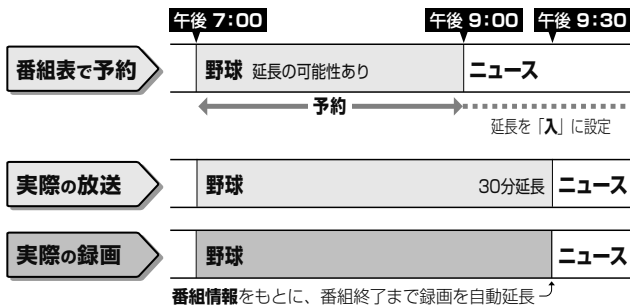 午後 7:00 午後 9:00 午後 9:30
番組表で予約 野球 延長の可能性あり ニュース
予約
延長を「入」に設定
実際の放送 野球 30分延長 ニュース
実際の録画 野球 ニュース
番組情報をもとに、番組終了まで録画を自動延長